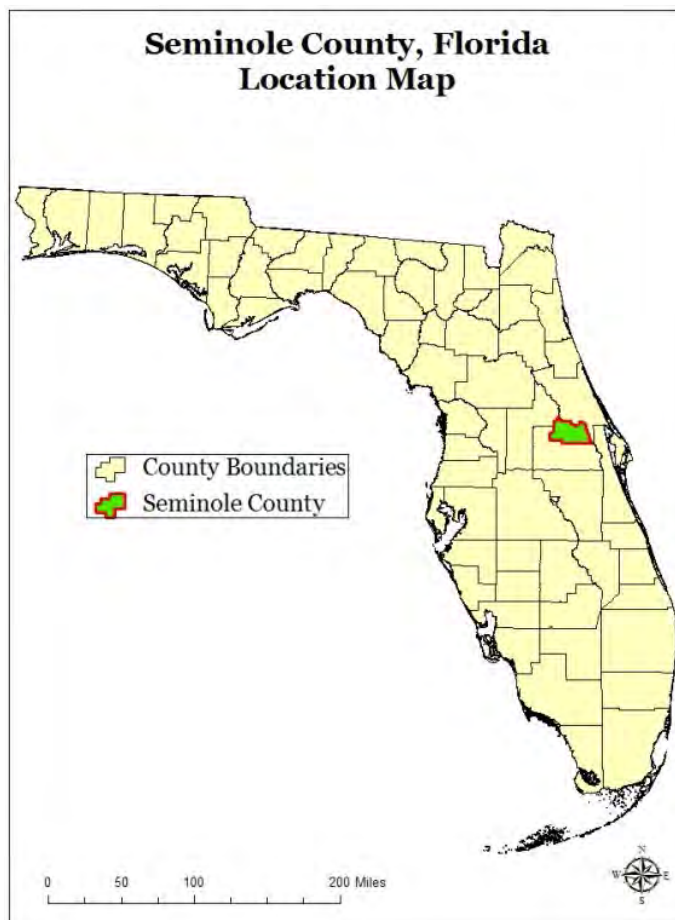 Seminole County, Florida
Location Map
County Boundaries
Seminole County
0 50 100 200 Miles
N
W E
S